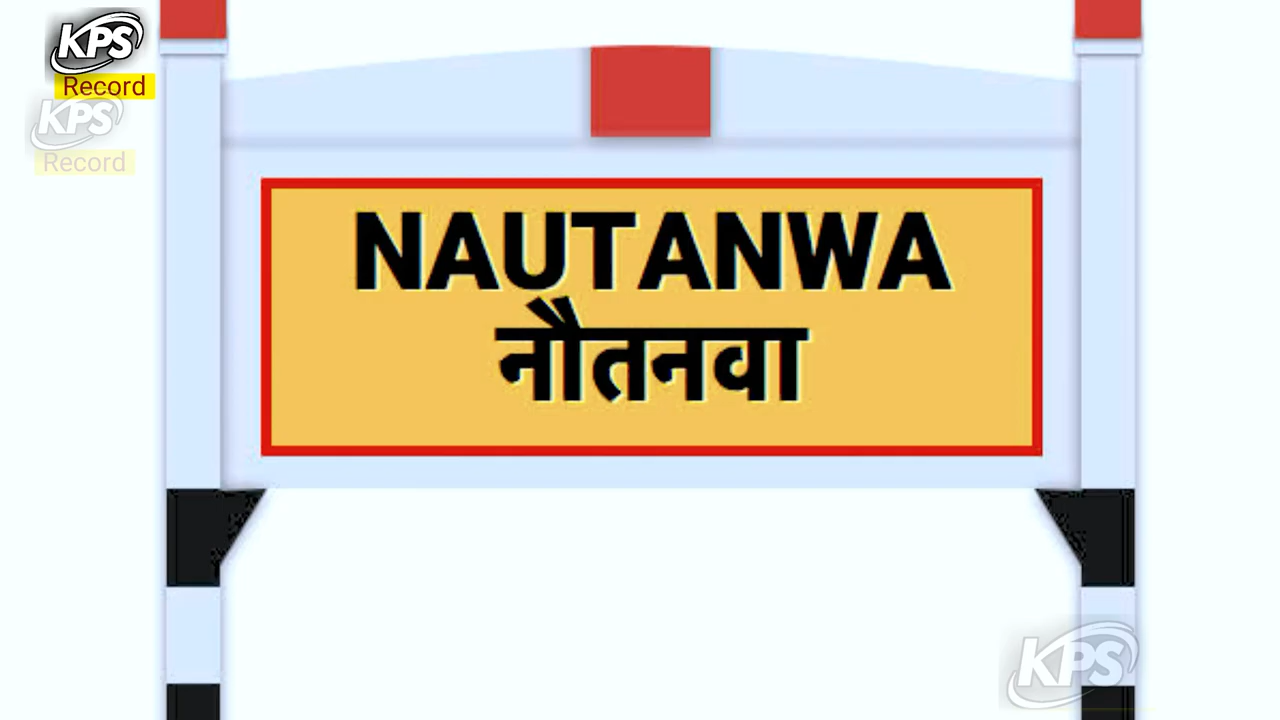 KPS
Record
KPS
Record
NAUTANWA
नौतनवा
KPS